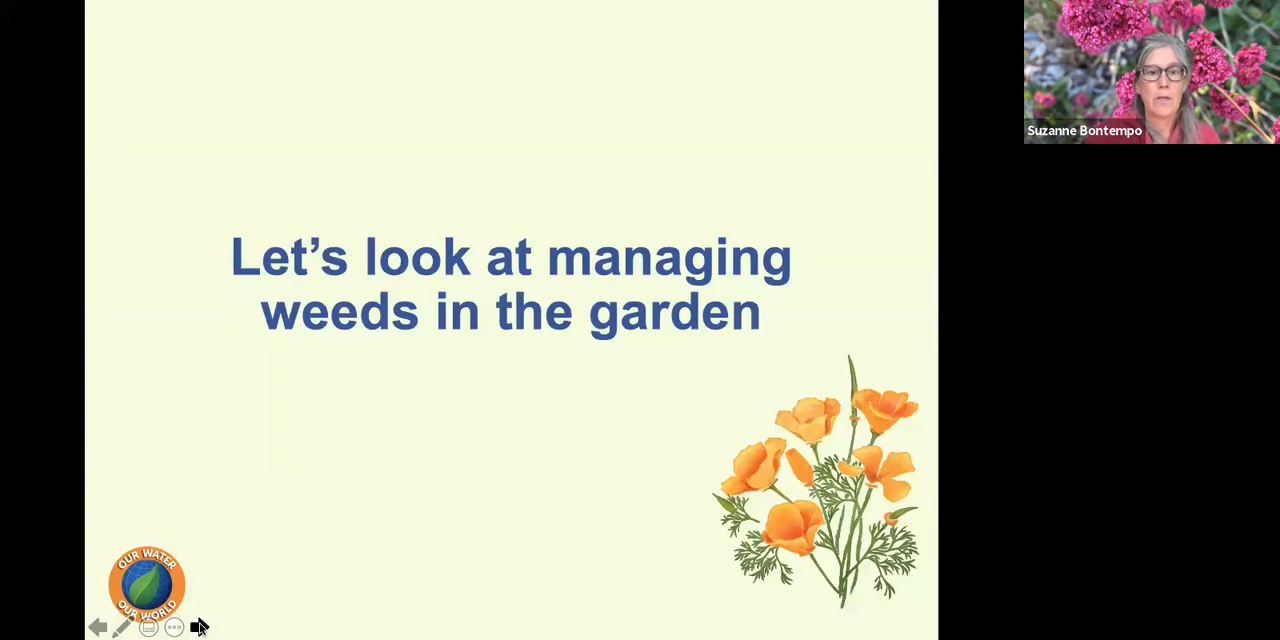 Let's look at managing
weeds in the garden
Suzanne Bontempo
OUR WATER
OUR WORLD